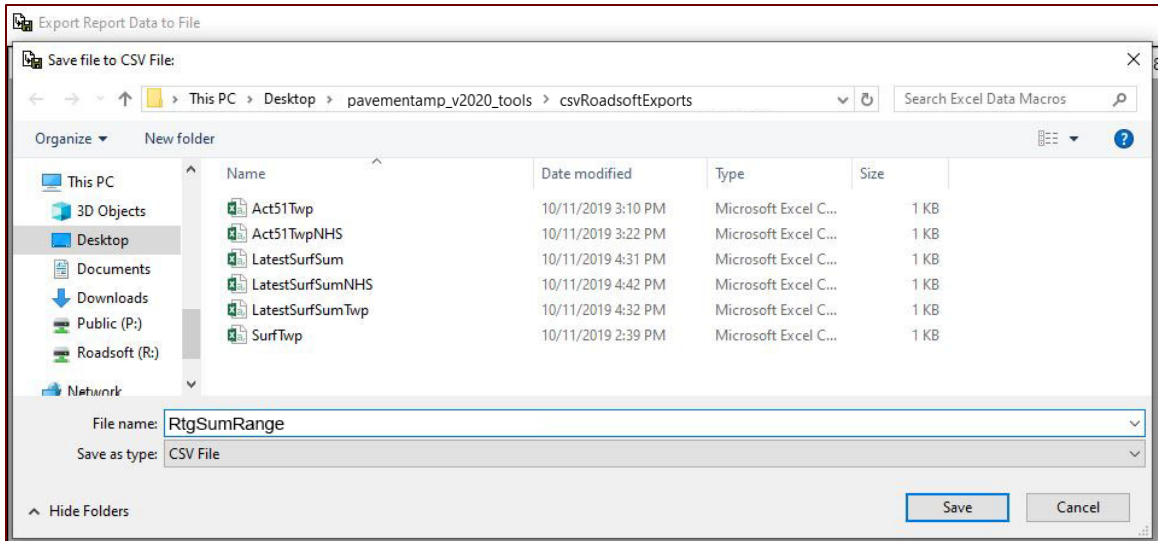 Export Report Data to File
Save file to CSV File:
This PC > Desktop > pavementamp_v2020_tools > csvRoadsoftExports
Search Excel Data Macros
Organize
New folder
This PC
3D Objects
Desktop
Documents
Downloads
Public (P:)
Roadsoft (R:)
Network
Name Date modified Type Size
Act51Twp 10/11/2019 3:10 PM Microsoft Excel C... 1 KB
Act51TwpNHS 10/11/2019 3:22 PM Microsoft Excel C... 1 KB
LatestSurfSum 10/11/2019 4:31 PM Microsoft Excel C... 1 KB
LatestSurfSumNHS 10/11/2019 4:42 PM Microsoft Excel C... 1 KB
LatestSurfSumTwp 10/11/2019 4:32 PM Microsoft Excel C... 1 KB
SurfTwp 10/11/2019 2:39 PM Microsoft Excel C... 1 KB
File name: RtgSumRange
Save as type: CSV File
Hide Folders
Save
Cancel